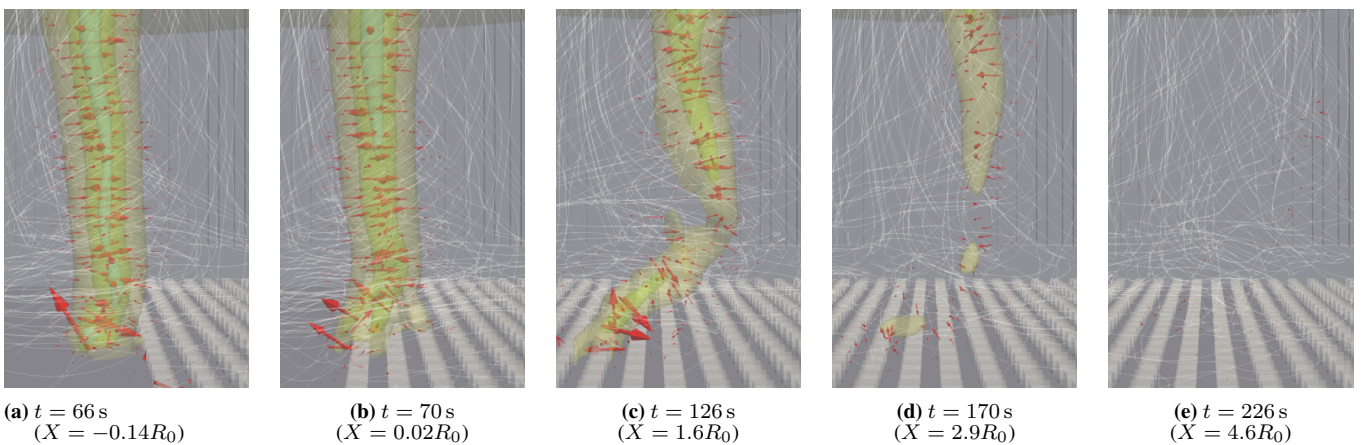 (a) t = 66 s
(X = −0.14R₀)
(b) t = 70 s
(X = 0.02R₀)
(c) t = 126 s
(X = 1.6R₀)
(d) t = 170 s
(X = 2.9R₀)
(e) t = 226 s
(X = 4.6R₀)